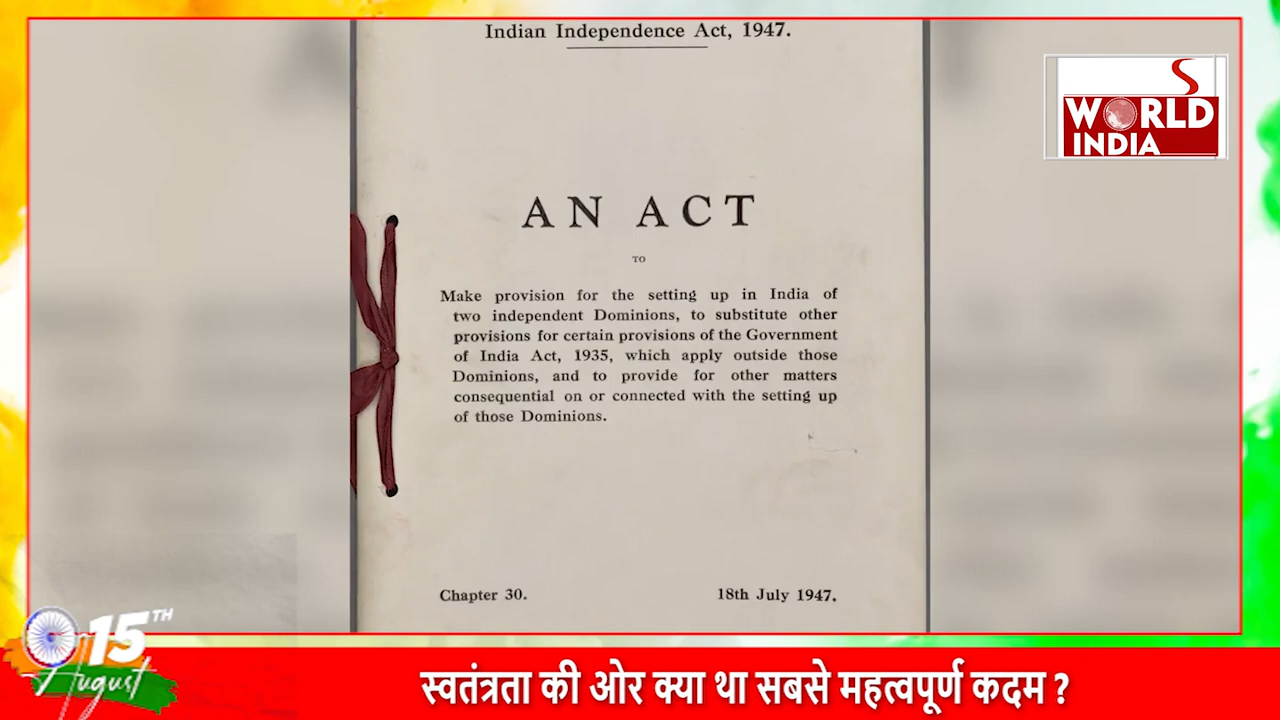 Indian Independence Act, 1947.
WORLD
INDIA
AN ACT
TO
Make provision for the setting up in India of
two independent Dominions, to substitute other
provisions for certain provisions of the Government
of India Act, 1935, which apply outside those
Dominions, and to provide for other matters
consequential on or connected with the setting up
of those Dominions.
Chapter 30.
18th July 1947.
15TH
August
स्वतंत्रता की ओर क्या था सबसे महत्वपूर्ण कदम ?